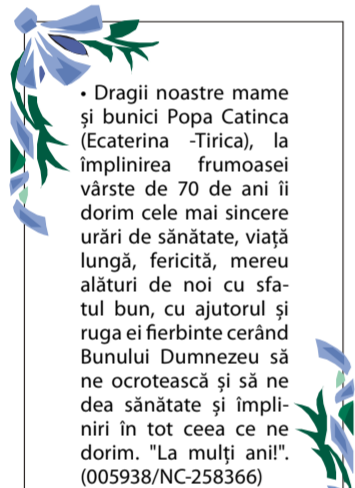 • Dragii noastre mame
și bunici Popa Catinca
(Ecaterina -Tirica), la
împlinirea frumoasei
vârste de 70 de ani îi
dorim cele mai sincere
urări de sănătate, viață
lungă, fericită, mereu
alături de noi cu sfa-
tul bun, cu ajutorul și
ruga ei fierbinte cerând
Bunului Dumnezeu să
ne ocrotească și să ne
dea sănătate și împli-
niri în tot ceea ce ne
dorim. "La mulți ani!".
(005938/NC-258366)